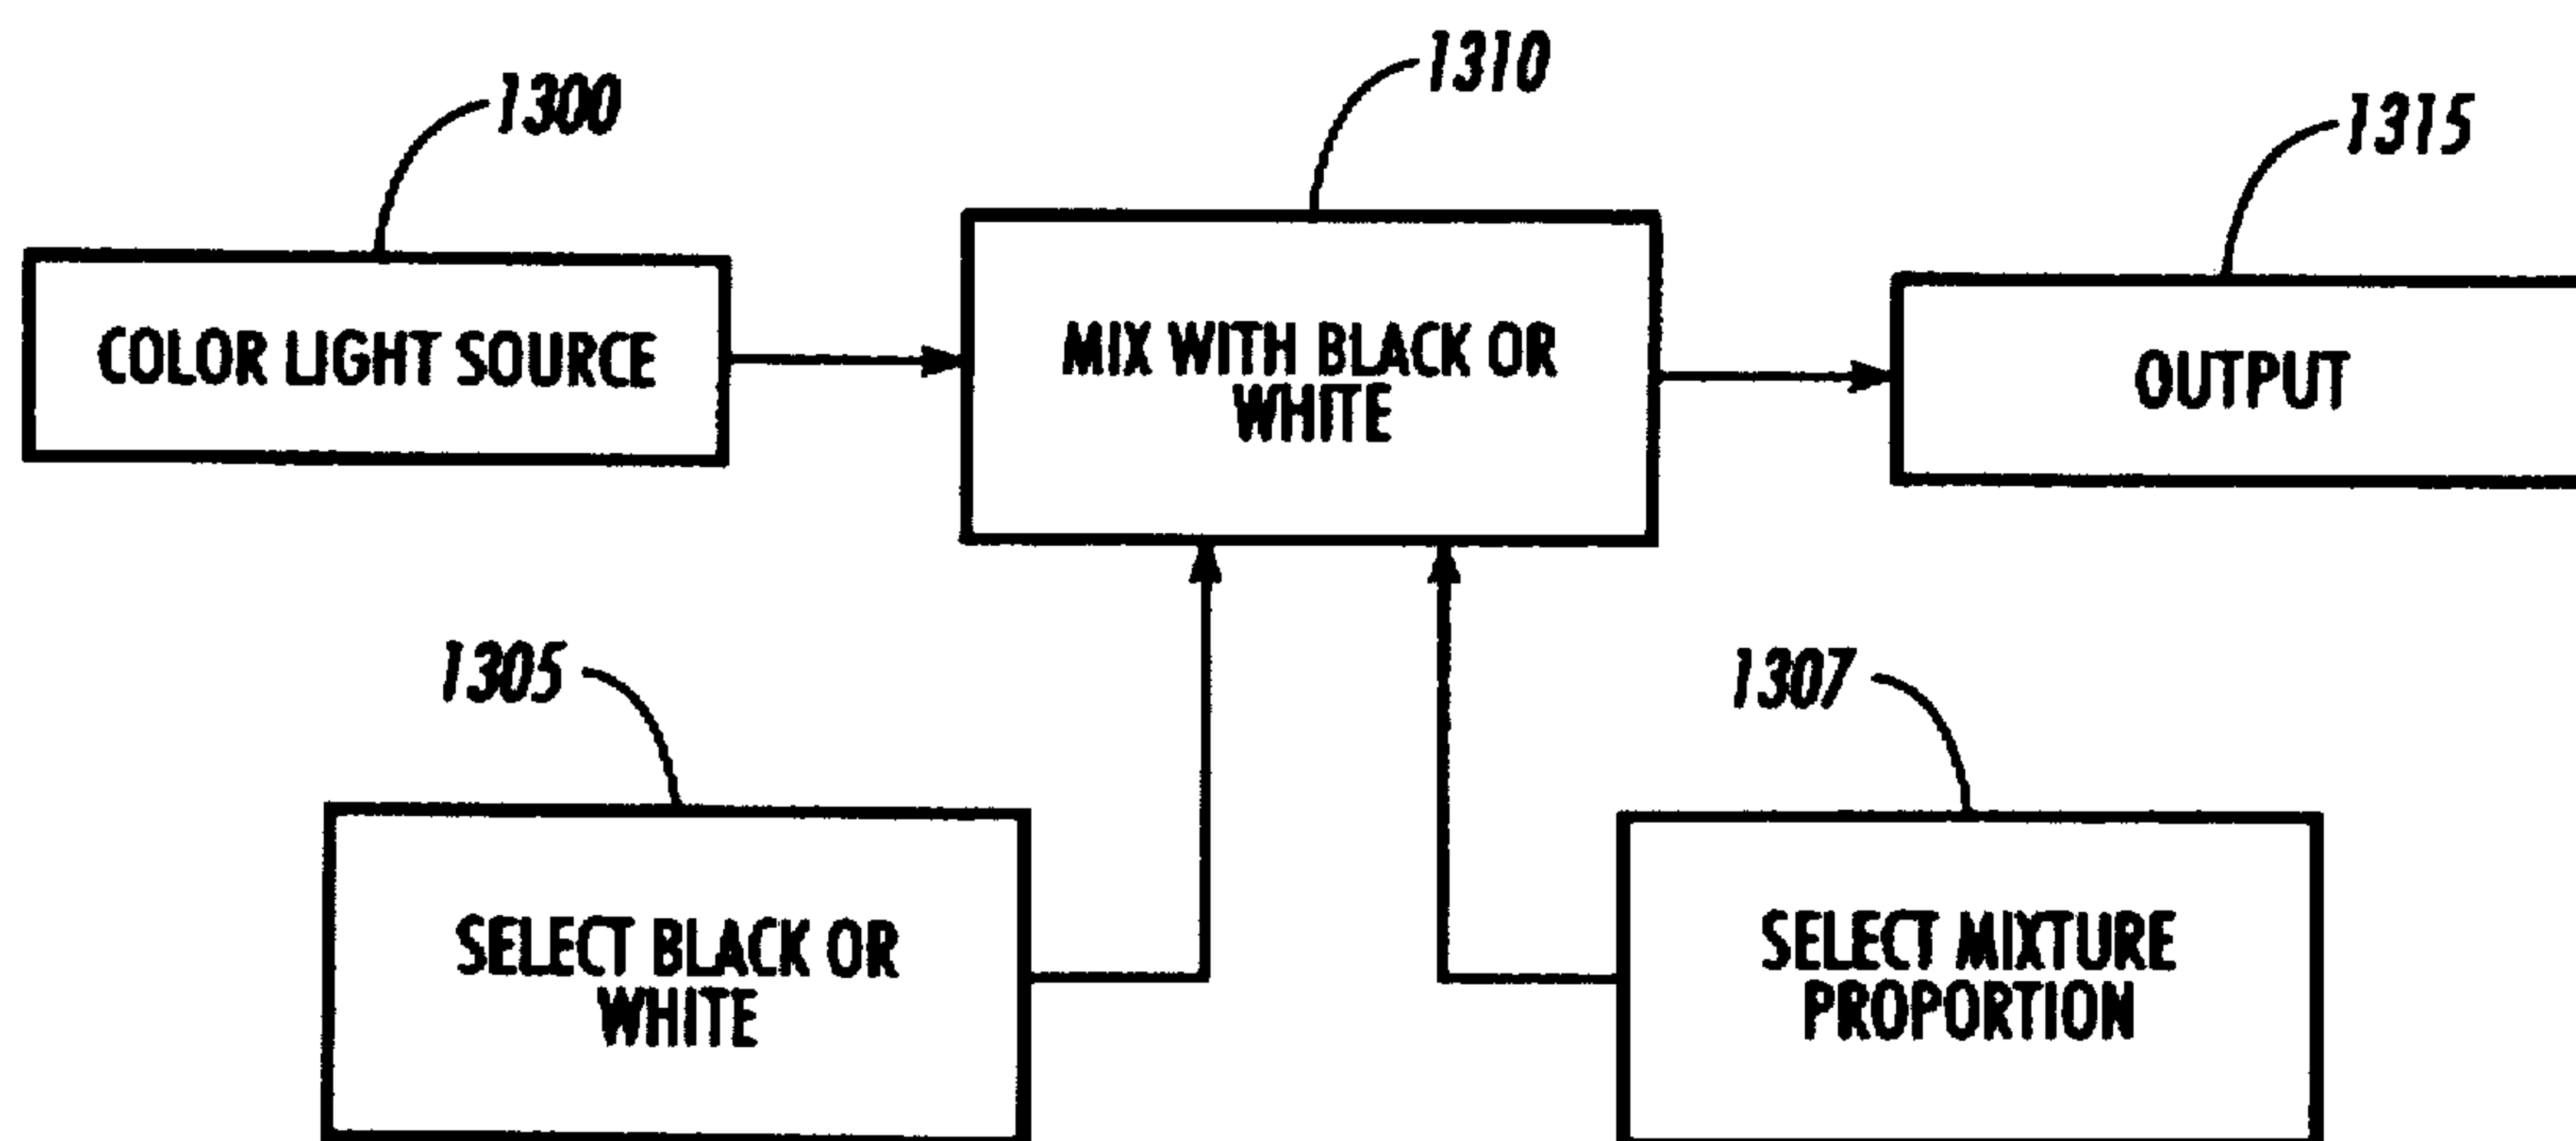 1300
1310
1315
COLOR LIGHT SOURCE
MIX WITH BLACK OR
WHITE
OUTPUT
1305
1307
SELECT BLACK OR
WHITE
SELECT MIXTURE
PROPORTION